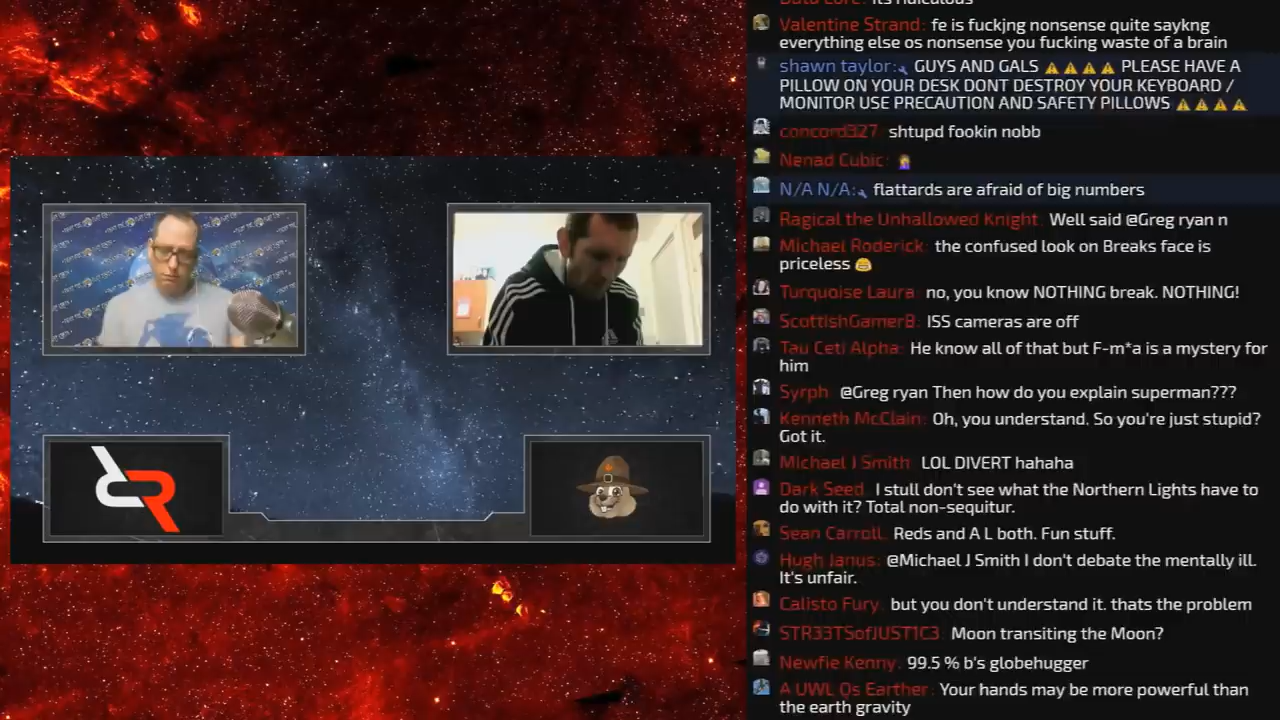 Valentine Strand: fe is fuckjng nonsense quite saykng
everything else os nonsense you fucking waste of a brain
shawn taylor: GUYS AND GALS ⚠⚠⚠⚠ PLEASE HAVE A
PILLOW ON YOUR DESK DONT DESTROY YOUR KEYBOARD /
MONITOR USE PRECAUTION AND SAFETY PILLOWS ⚠⚠⚠⚠
concord327 shtupd fookin nobb
Nenad Cubic: 🤦‍♀️
N/A N/A: flattards are afraid of big numbers
Ragical the Unhallowed Knight. Well said @Greg ryan n
Michael Roderick: the confused look on Breaks face is
priceless 😄
Turquoise Laura: no, you know NOTHING break. NOTHING!
ScottishGamer8: ISS cameras are off
Tau Ceti Alpha: He know all of that but F-m*a is a mystery for
him
Syrph @Greg ryan Then how do you explain superman???
Kenneth McClain: Oh, you understand. So you're just stupid?
Got it.
Michael J Smith LOL DIVERT hahaha
Dark Seed I stull don't see what the Northern Lights have to
do with it? Total non-sequitur.
Sean Carroll. Reds and A L both. Fun stuff.
Hugh Janus: @Michael J Smith I don't debate the mentally ill.
It's unfair.
Calisto Fury. but you don't understand it. thats the problem
STR33TSofJUST1C3 Moon transiting the Moon?
Newfie Kenny. 99.5 % b's globehugger
A UWL Qs Earther: Your hands may be more powerful than
the earth gravity